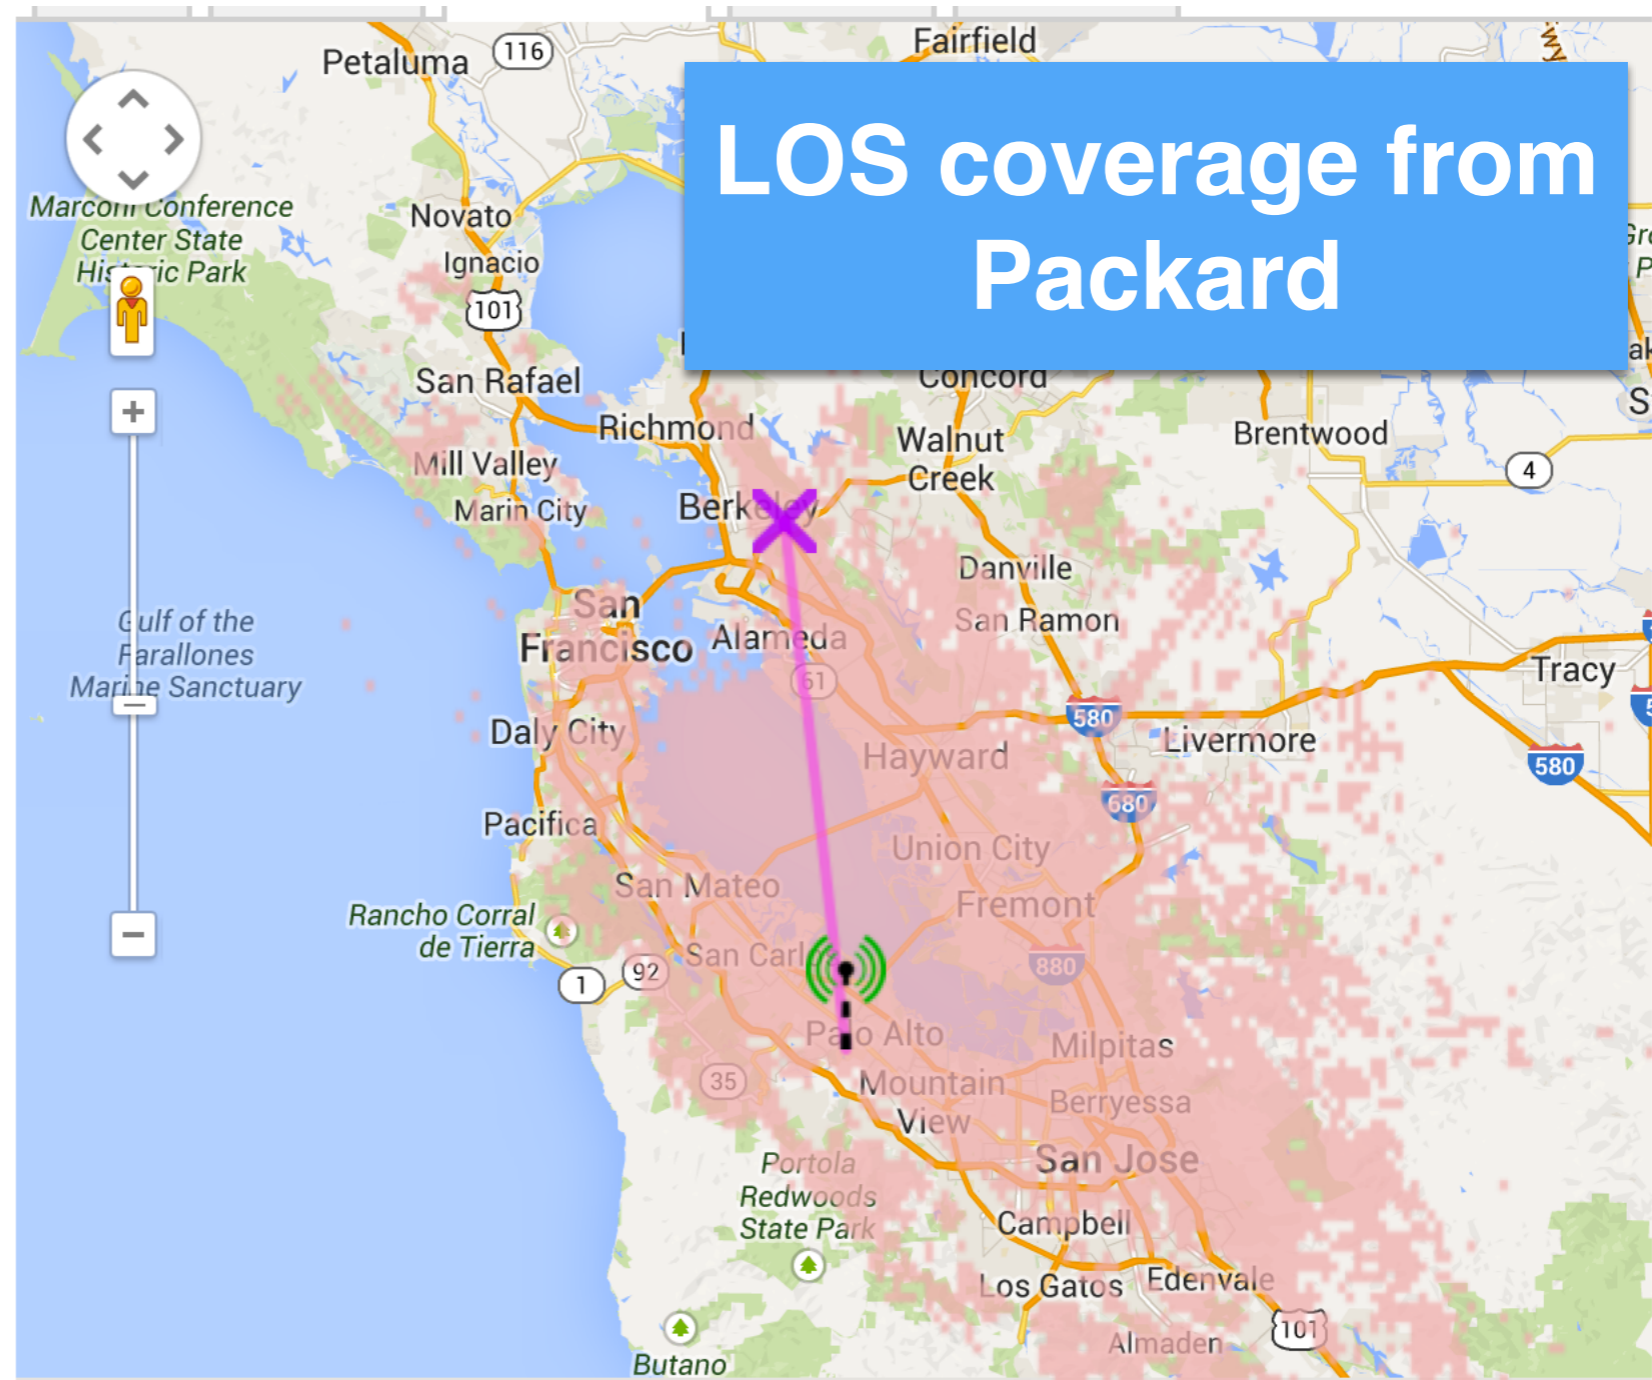 Petaluma
116
Fairfield
LOS coverage from
Packard
Marconi Conference
Center State
Historic Park
Novato
Ignacio
101
San Rafael
Concord
Richmond
Walnut
Creek
Brentwood
4
Mill Valley
Marin City
Berkeley
Danville
San
Francisco
San Ramon
Alameda
Gulf of the
Farallones
Marine Sanctuary
61
Tracy
580
Daly City
Hayward
Livermore
580
680
Pacifica
Union City
San Mateo
Fremont
Rancho Corral
de Tierra
San Carl
880
92
1
Palo Alto
Milpitas
35
Mountain
View
Berryessa
San Jose
Portola
Redwoods
State Park
Campbell
Los Gatos
Edenvale
101
Almaden
Butano